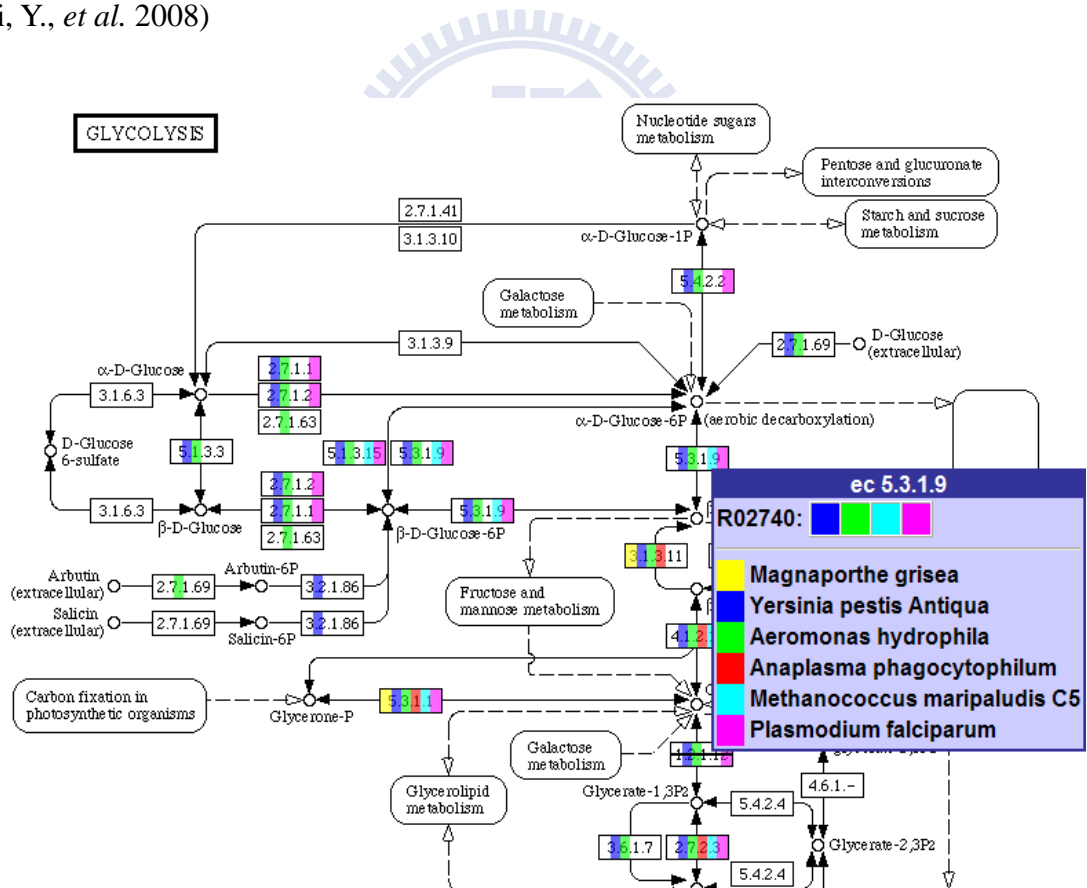 i, Y., et al. 2008)
GLYCOLYSIS
Nucleotide sugars
metabolism
Pentose and glucuronate
interconversions
2.7.1.41
3.1.3.10
α-D-Glucose-1P
Starch and sucrose
metabolism
5.4.2.2
Galactose
metabolism
3.1.3.9
2.7.1.69
D-Glucose
(extracellular)
α-D-Glucose
2.7.1.1
3.1.6.3
2.7.1.2
2.7.1.63
α-D-Glucose-6P
(aerobic decarboxylation)
D-Glucose
6-sulfate
5.1.3.3
5.1.3.15
5.3.1.9
5.3.1.9
2.7.1.2
3.1.6.3
2.7.1.1
5.3.1.9
β-D-Glucose
2.7.1.63
β-D-Glucose-6P
ec 5.3.1.9
R02740:
Magnaporthe grisea
Yersinia pestis Antiqua
Aeromonas hydrophila
Anaplasma phagocytophilum
Methanococcus maripaludis C5
Plasmodium falciparum
3.1.3.11
Arbutin
(extracellular)
2.7.1.69
Arbutin-6P
3.2.1.86
Fructose and
mannose metabolism
Salicin
(extracellular)
2.7.1.69
Salicin-6P
3.2.1.86
4.1.2.
Carbon fixation in
photosynthetic organisms
Glycerone-P
5.3.1.1
Galactose
metabolism
Glycerolipid
metabolism
Glycerate-1,3P2
5.4.2.4
4.6.1.-
3.6.1.7
2.7.2.3
Glycerate-2,3P2
5.4.2.4